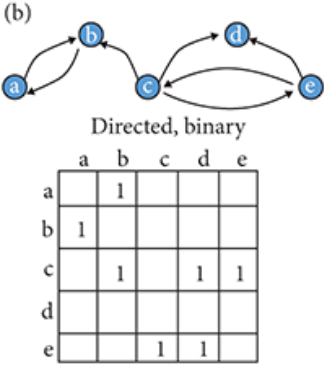 (b)
b d
a c e
Directed, binary
a b c d e
a 1
b 1
c 1 1 1
d
e 1 1